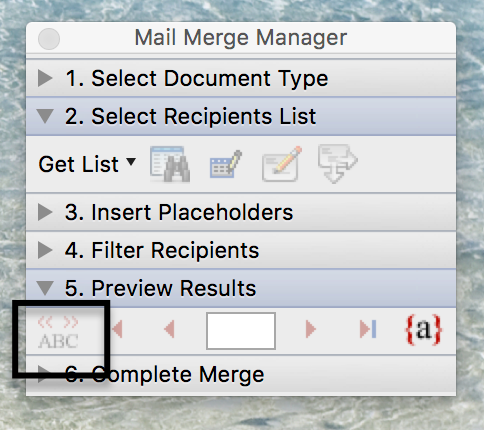 Mail Merge Manager
1. Select Document Type
2. Select Recipients List
Get List
3. Insert Placeholders
4. Filter Recipients
5. Preview Results
« »
ABC
{a}
6. Complete Merge